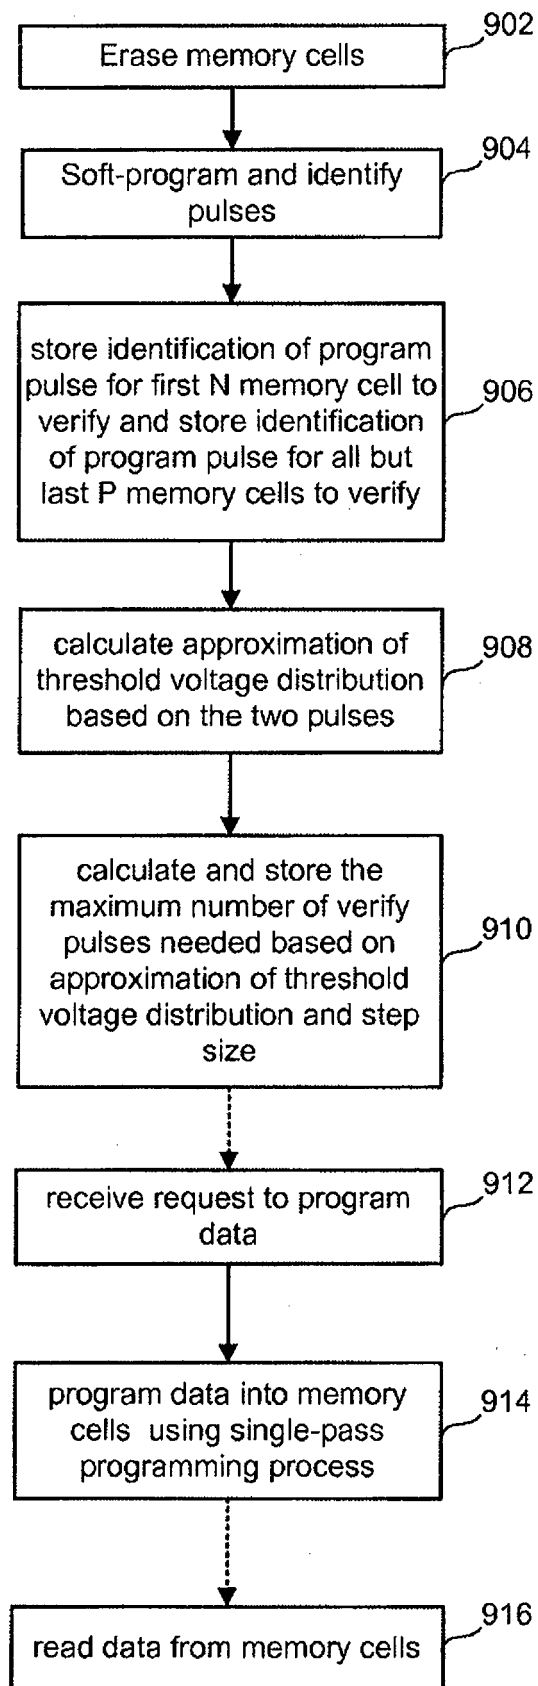 902
Erase memory cells
904
Soft-program and identify
pulses
store identification of program
pulse for first N memory cell to
verify and store identification
of program pulse for all but
last P memory cells to verify
906
calculate approximation of
threshold voltage distribution
based on the two pulses
908
calculate and store the
maximum number of verify
pulses needed based on
approximation of threshold
voltage distribution and step
size
910
receive request to program
data
912
program data into memory
cells using single-pass
programming process
914
read data from memory cells
916